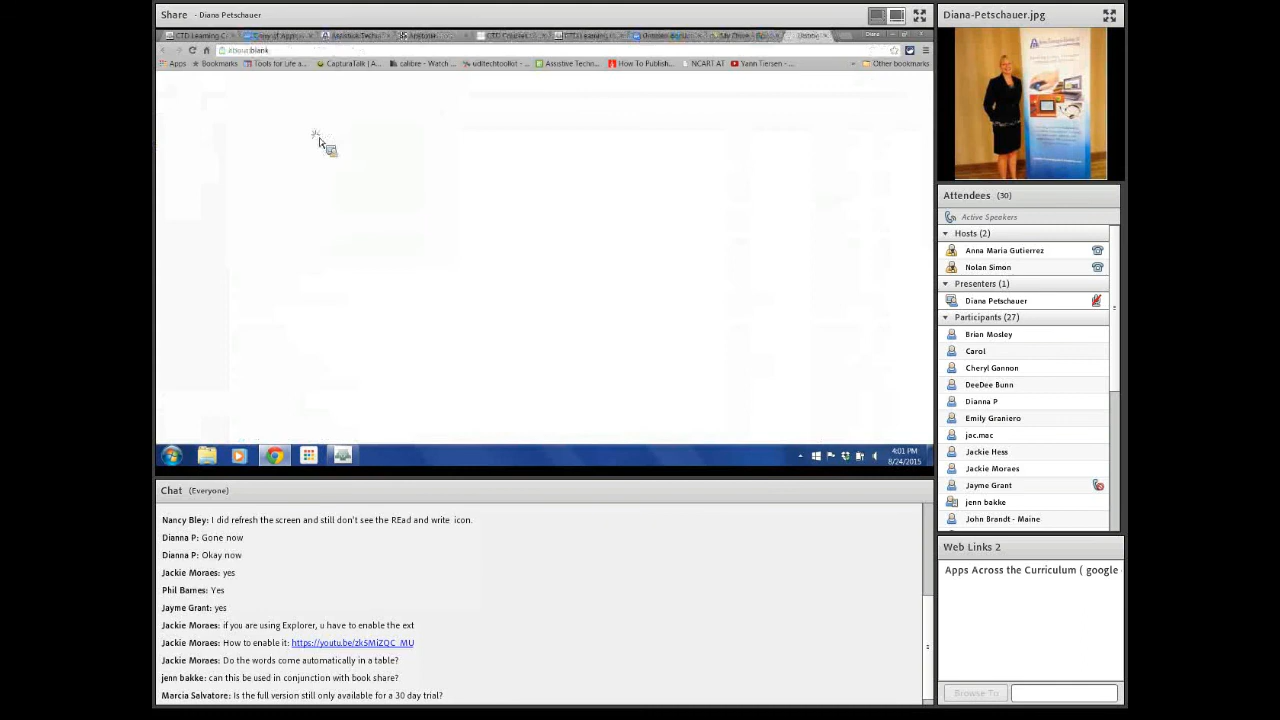 Share - Diana Petschauer
Diana-Petschauer.jpg
blank
Apps
Bookmarks
Tools for Life a...
CapturaTalk | A...
calibre - Watch ...
uditechtoollot - ...
Assistive Techn...
How To Publish...
NCART AT
Yann Tiersen - ...
Other bookmarks
4:01 PM
8/24/2015
Attendees (30)
Active Speakers
Hosts (2)
Anna Maria Gutierrez
Nolan Simon
Presenters (1)
Diana Petschauer
Participants (27)
Brian Mosley
Carol
Cheryl Gannon
DeeDee Bunn
Dianna P
Emily Graniero
jac.mac
Jackie Hess
Jackie Moraes
Jayme Grant
jenn bakke
John Brandt - Maine
Chat (Everyone)
Nancy Bley: I did refresh the screen and still don't see the REad and write icon.
Dianna P: Gone now
Dianna P: Okay now
Jackie Moraes: yes
Phil Barnes: Yes
Jayme Grant: yes
Jackie Moraes: if you are using Explorer, u have to enable the ext
Jackie Moraes: How to enable it: https://youtu.be/zk5MiZQC_MU
Jackie Moraes: Do the words come automatically in a table?
jenn bakke: can this be used in conjunction with book share?
Marcia Salvatore: Is the full version still only available for a 30 day trial?
Web Links 2
Apps Across the Curriculum ( google
Browse To